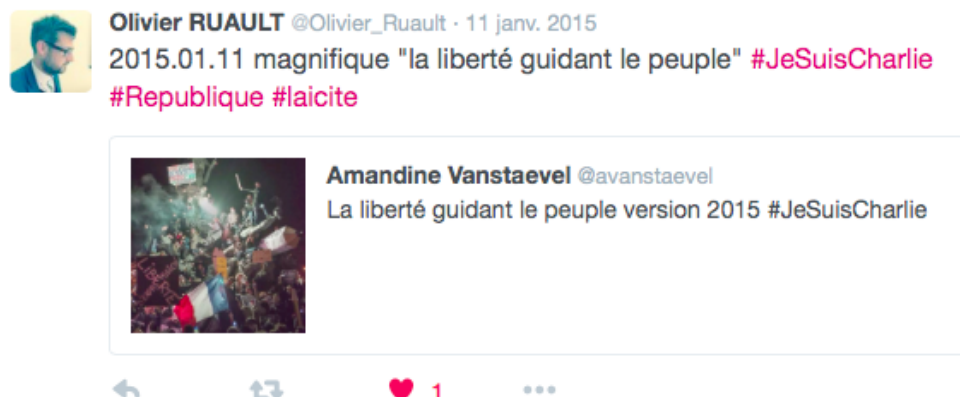 Olivier RUAULT @Olivier_Ruault · 11 janv. 2015
2015.01.11 magnifique "la liberté guidant le peuple" #JeSuisCharlie
#Republique #laicite
Amandine Vanstaevel @avanstaevel
La liberté guidant le peuple version 2015 #JeSuisCharlie
1